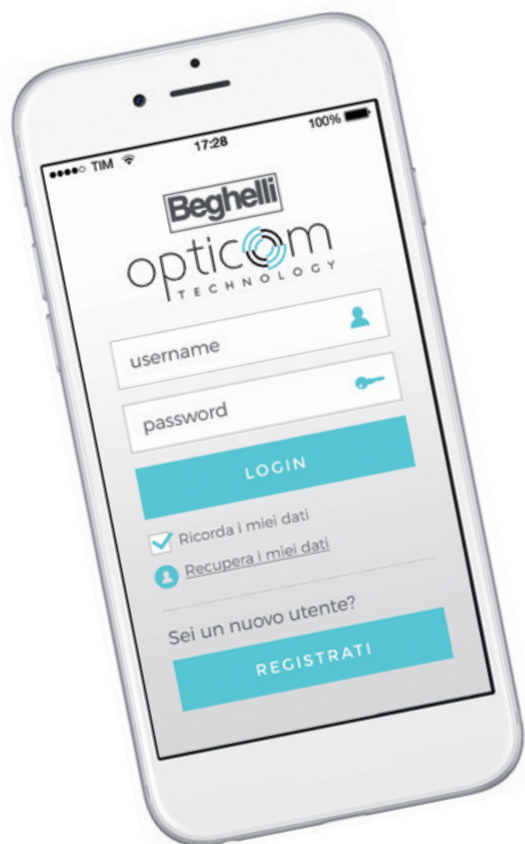 TIM 17:28 100%
Beghelli
opticom
TECHNOLOGY
username
password
LOGIN
Ricorda i miei dati
Recupera i miei dati
Sei un nuovo utente?
REGISTRATI